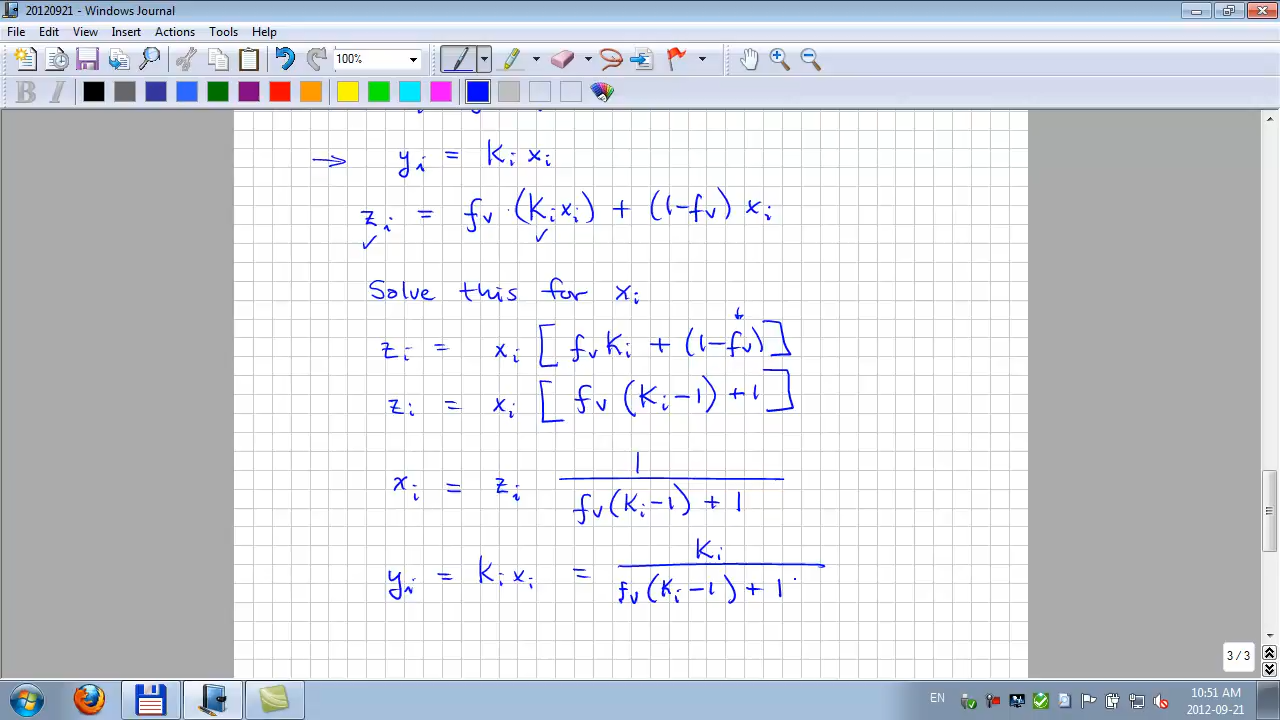 20120921 - Windows Journal
File Edit View Insert Actions Tools Help
100%
B I
→ yᵢ = Kᵢ xᵢ
zᵢ = fᵥ · (Kᵢ xᵢ) + (1-fᵥ) xᵢ
✓ ✓
Solve this for xᵢ
zᵢ = xᵢ [ fᵥ Kᵢ + (1-fᵥ) ]
zᵢ = xᵢ [ fᵥ (Kᵢ-1) + 1 ]
xᵢ = zᵢ 1 / (fᵥ(Kᵢ-1) + 1)
yᵢ = Kᵢ xᵢ = Kᵢ / (fᵥ(Kᵢ-1) + 1)
3 / 3
EN
10:51 AM
2012-09-21